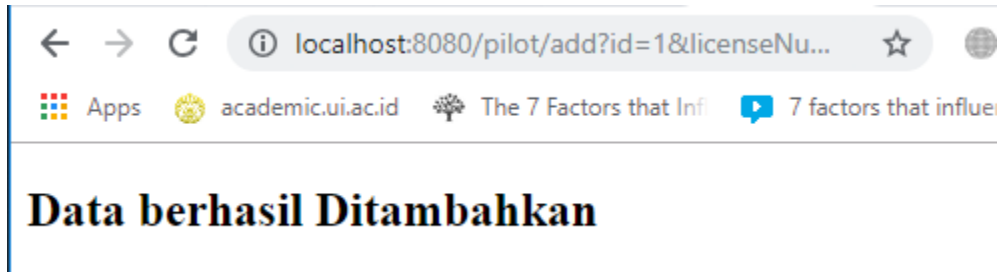 localhost:8080/pilot/add?id=1&licenseNu...
Apps academic.ui.ac.id The 7 Factors that Inf 7 factors that influe
Data berhasil Ditambahkan